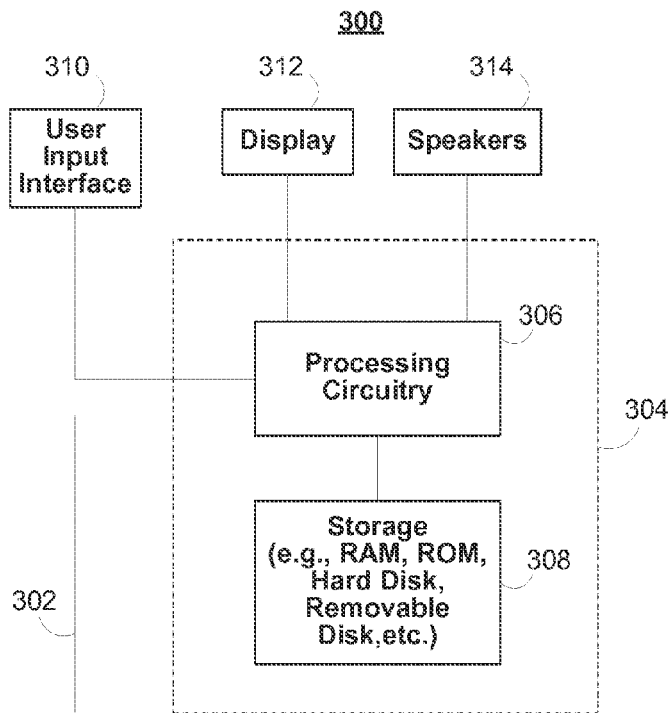 300
310
312
314
User
Input
Interface
Display
Speakers
306
Processing
Circuitry
304
Storage
(e.g., RAM, ROM,
Hard Disk,
Removable
Disk,etc.)
308
302